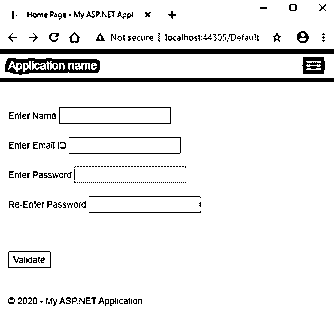 Home Page - My ASP.NET Appl
Not secure | localhost:44305/Default
Application name
Enter Name
Enter Email ID
Enter Password
Re-Enter Password
Validate
© 2020 - My ASP.NET Application